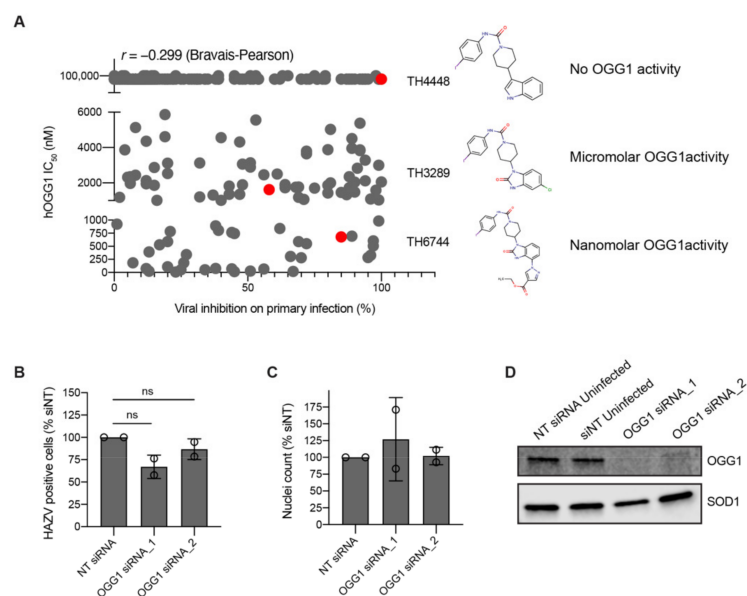 A
r = −0.299 (Bravais-Pearson)
100,000
6000
4000
2000
1000
750
500
250
0
hOGG1 IC50 (nM)
0
50
100
Viral inhibition on primary infection (%)
TH4448
No OGG1 activity
TH3289
Micromolar OGG1activity
TH6744
Nanomolar OGG1activity
B
HAZV positive cells (% siNT)
150
125
100
75
50
25
0
ns
ns
NT siRNA
OGG1 siRNA_1
OGG1 siRNA_2
C
Nuclei count (% siNT)
175
150
125
100
75
50
25
0
NT siRNA
OGG1 siRNA_1
OGG1 siRNA_2
D
NT siRNA Uninfected
siNT Uninfected
OGG1 siRNA_1
OGG1 siRNA_2
OGG1
SOD1